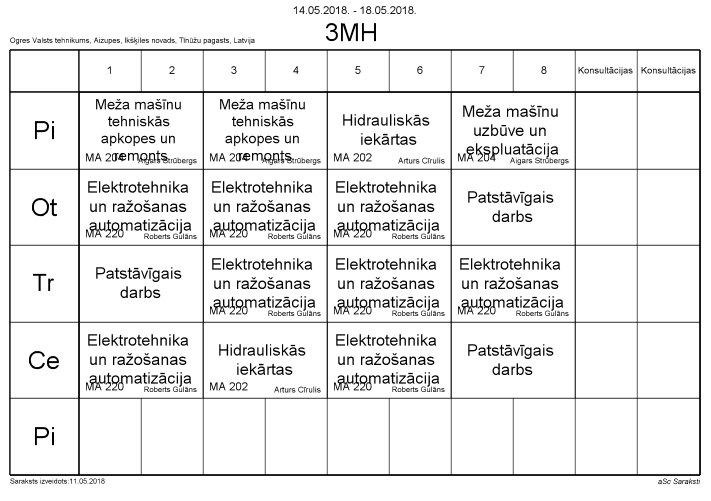 14.05.2018. - 18.05.2018.
3MH
Ogres Valsts tehnikums, Aizupes, Ikšķiles novads, Tīnūžu pagasts, Latvija
1 2 3 4 5 6 7 8 Konsultācijas Konsultācijas
Pi
Meža mašīnu
tehniskās
apkopes un
remonts
MA 204 Aigars Strūbergs
Meža mašīnu
tehniskās
apkopes un
remonts
MA 204 Aigars Strūbergs
Hidrauliskās
iekārtas
MA 202 Arturs Cīrulis
Meža mašīnu
uzbūve un
ekspluatācija
MA 204 Aigars Strūbergs
Ot
Elektrotehnika
un ražošanas
automatizācija
MA 220 Roberts Gulāns
Elektrotehnika
un ražošanas
automatizācija
MA 220 Roberts Gulāns
Elektrotehnika
un ražošanas
automatizācija
MA 220 Roberts Gulāns
Patstāvīgais
darbs
Tr
Patstāvīgais
darbs
Elektrotehnika
un ražošanas
automatizācija
MA 220 Roberts Gulāns
Elektrotehnika
un ražošanas
automatizācija
MA 220 Roberts Gulāns
Elektrotehnika
un ražošanas
automatizācija
MA 220 Roberts Gulāns
Ce
Elektrotehnika
un ražošanas
automatizācija
MA 220 Roberts Gulāns
Hidrauliskās
iekārtas
MA 202 Arturs Cīrulis
Elektrotehnika
un ražošanas
automatizācija
MA 220 Roberts Gulāns
Patstāvīgais
darbs
Pi
Saraksts izveidots:11.05.2018
aSc Saraksti